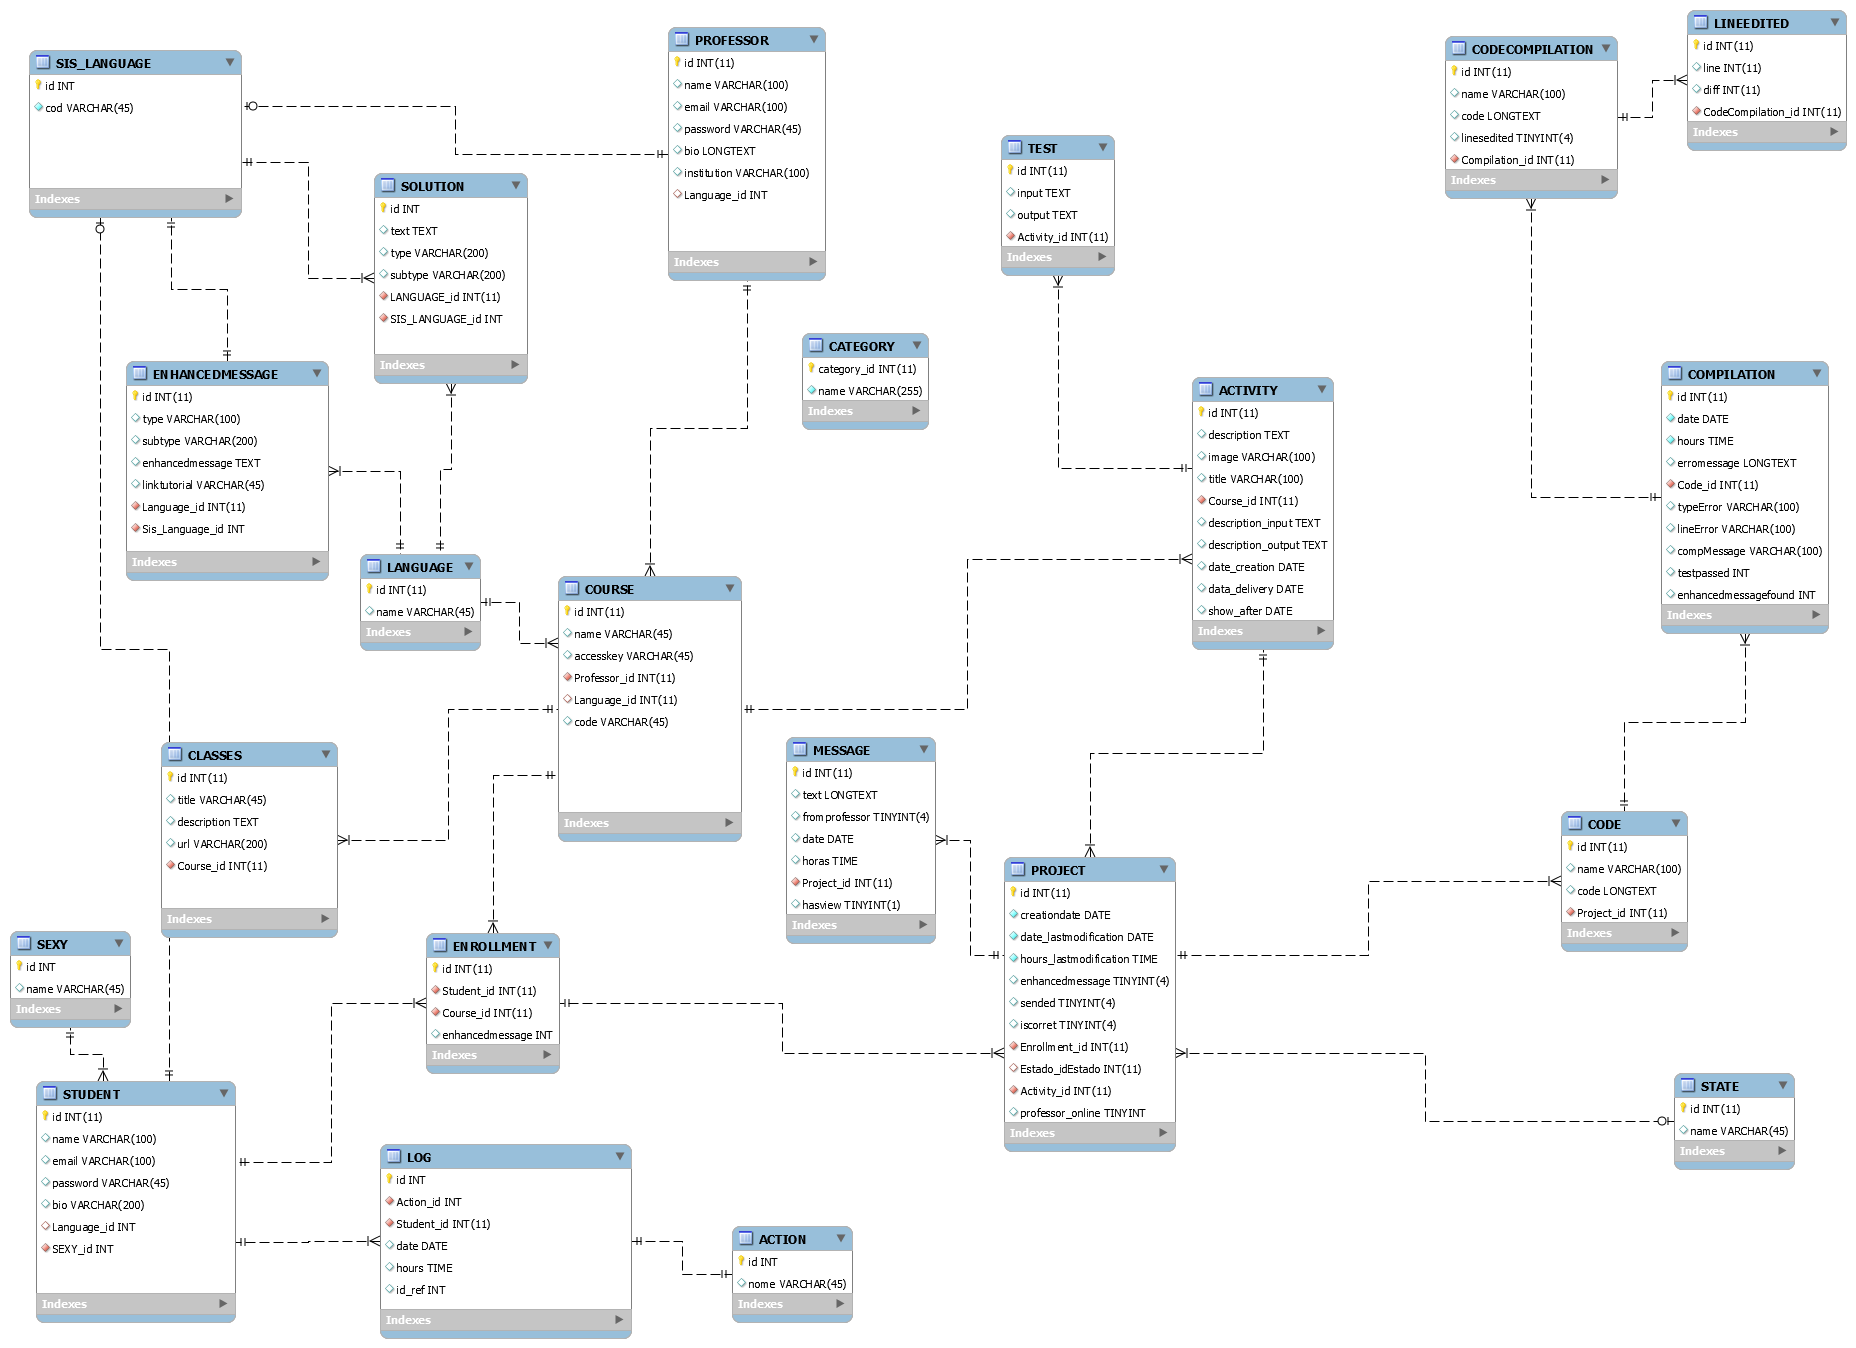 SIS_LANGUAGE
id INT
cod VARCHAR(45)
Indexes
PROFESSOR
id INT(11)
name VARCHAR(100)
email VARCHAR(100)
password VARCHAR(45)
bio LONGTEXT
institution VARCHAR(100)
Language_id INT
Indexes
CODECOMPILATION
id INT(11)
name VARCHAR(100)
code LONGTEXT
linesedited TINYINT(4)
Compilation_id INT(11)
Indexes
LINEEDITED
id INT(11)
line INT(11)
diff INT(11)
CodeCompilation_id INT(11)
Indexes
SOLUTION
id INT
text TEXT
type VARCHAR(200)
subtype VARCHAR(200)
LANGUAGE_id INT(11)
SIS_LANGUAGE_id INT
Indexes
TEST
id INT(11)
input TEXT
output TEXT
Activity_id INT(11)
Indexes
ENHANCEDMESSAGE
id INT(11)
type VARCHAR(100)
subtype VARCHAR(200)
enhancedmessage TEXT
linktutorial VARCHAR(45)
Language_id INT(11)
Sis_Language_id INT
Indexes
CATEGORY
category_id INT(11)
name VARCHAR(255)
Indexes
ACTIVITY
id INT(11)
description TEXT
image VARCHAR(100)
title VARCHAR(100)
Course_id INT(11)
description_input TEXT
description_output TEXT
date_creation DATE
data_delivery DATE
show_after DATE
Indexes
COMPILATION
id INT(11)
date DATE
hours TIME
erromessage LONGTEXT
Code_id INT(11)
typeError VARCHAR(100)
lineError VARCHAR(100)
compMessage VARCHAR(100)
testpassed INT
enhancedmessagefound INT
Indexes
LANGUAGE
id INT(11)
name VARCHAR(45)
Indexes
COURSE
id INT(11)
name VARCHAR(45)
accesskey VARCHAR(45)
Professor_id INT(11)
Language_id INT(11)
code VARCHAR(45)
Indexes
CLASSES
id INT(11)
title VARCHAR(45)
description TEXT
url VARCHAR(200)
Course_id INT(11)
Indexes
MESSAGE
id INT(11)
text LONGTEXT
fromprofessor TINYINT(4)
date DATE
horas TIME
Project_id INT(11)
hasview TINYINT(1)
Indexes
CODE
id INT(11)
name VARCHAR(100)
code LONGTEXT
Project_id INT(11)
Indexes
PROJECT
id INT(11)
creationdate DATE
date_lastmodification DATE
hours_lastmodification TIME
enhancedmessage TINYINT(4)
sended TINYINT(4)
iscorret TINYINT(4)
Enrollment_id INT(11)
Estado_idEstado INT(11)
Activity_id INT(11)
professor_online TINYINT
Indexes
SEXY
id INT
name VARCHAR(45)
Indexes
ENROLLMENT
id INT(11)
Student_id INT(11)
Course_id INT(11)
enhancedmessage INT
Indexes
STATE
id INT(11)
name VARCHAR(45)
Indexes
STUDENT
id INT(11)
name VARCHAR(100)
email VARCHAR(100)
password VARCHAR(45)
bio VARCHAR(200)
Language_id INT
SEXY_id INT
Indexes
LOG
id INT
Action_id INT
Student_id INT(11)
date DATE
hours TIME
id_ref INT
Indexes
ACTION
id INT
nome VARCHAR(45)
Indexes